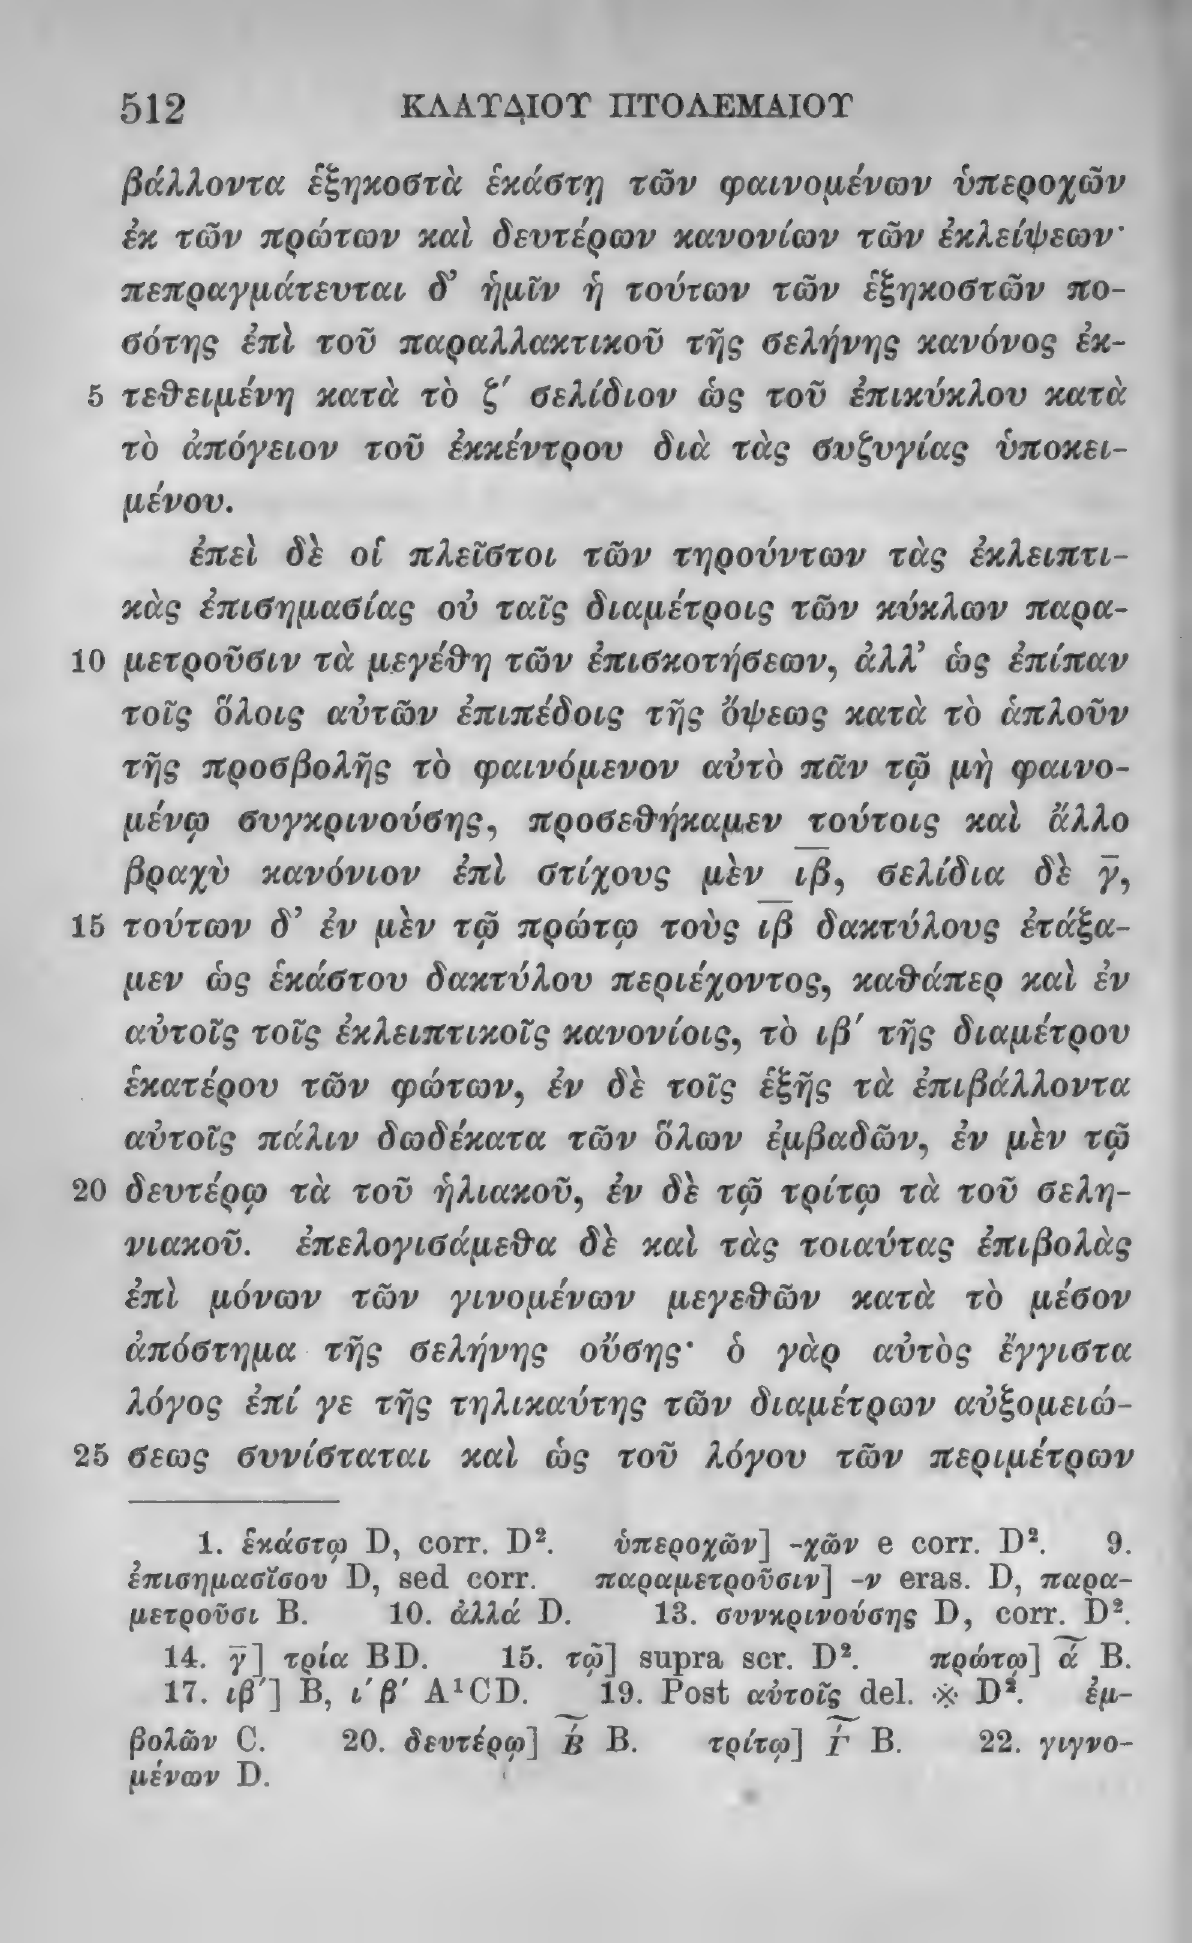 512 ΚΛΑΥΔΙΟΥ ΠΤΟΛΕΜΑΙΟΥ
βάλλοντα ἑξηκοστὰ ἑκάστῃ τῶν φαινομένων ὑπεροχῶν
ἐκ τῶν πρώτων καὶ δευτέρων κανονίων τῶν ἐκλείψεων·
πεπραγμάτευται δ’ ἡμῖν ἡ τούτων τῶν ἑξηκοστῶν πο-
σότης ἐπὶ τοῦ παραλλακτικοῦ τῆς σελήνης κανόνος ἐκ-
5 τεθειμένη κατὰ τὸ ζ′ σελίδιον ὡς τοῦ ἐπικύκλου κατὰ
τὸ ἀπόγειον τοῦ ἐκκέντρου διὰ τὰς συζυγίας ὑποκει-
μένου.
ἐπεὶ δὲ οἱ πλεῖστοι τῶν τηρούντων τὰς ἐκλειπτι-
κὰς ἐπισημασίας οὐ ταῖς διαμέτροις τῶν κύκλων παρα-
10 μετροῦσιν τὰ μεγέθη τῶν ἐπισκοτήσεων, ἀλλ’ ὡς ἐπίπαν
τοῖς ὅλοις αὐτῶν ἐπιπέδοις τῆς ὄψεως κατὰ τὸ ἁπλοῦν
τῆς προσβολῆς τὸ φαινόμενον αὐτὸ πᾶν τῷ μὴ φαινο-
μένῳ συγκρινούσης, προσεθήκαμεν τούτοις καὶ ἄλλο
βραχὺ κανόνιον ἐπὶ στίχους μὲν ι̅β̅, σελίδια δὲ γ̅,
15 τούτων δ’ ἐν μὲν τῷ πρώτῳ τοὺς ι̅β̅ δακτύλους ἐτάξα-
μεν ὡς ἑκάστου δακτύλου περιέχοντος, καθάπερ καὶ ἐν
αὐτοῖς τοῖς ἐκλειπτικοῖς κανονίοις, τὸ ιβ′ τῆς διαμέτρου
ἑκατέρου τῶν φώτων, ἐν δὲ τοῖς ἑξῆς τὰ ἐπιβάλλοντα
αὐτοῖς πάλιν δωδέκατα τῶν ὅλων ἐμβαδῶν, ἐν μὲν τῷ
20 δευτέρῳ τὰ τοῦ ἡλιακοῦ, ἐν δὲ τῷ τρίτῳ τὰ τοῦ σελη-
νιακοῦ. ἐπελογισάμεθα δὲ καὶ τὰς τοιαύτας ἐπιβολὰς
ἐπὶ μόνων τῶν γινομένων μεγεθῶν κατὰ τὸ μέσον
ἀπόστημα τῆς σελήνης οὔσης· ὁ γὰρ αὐτὸς ἔγγιστα
λόγος ἐπί γε τῆς τηλικαύτης τῶν διαμέτρων αὐξομειώ-
25 σεως συνίσταται καὶ ὡς τοῦ λόγου τῶν περιμέτρων
1. ἑκάστῳ D, corr. D². ὑπεροχῶν] -χῶν e corr. D². 9.
ἐπισημασῖσου D, sed corr. παραμετροῦσιν] -ν eras. D, παρα-
μετροῦσι B. 10. ἀλλά D. 13. συνκρινούσης D, corr. D².
14. γ̅] τρία BD. 15. τῷ] supra scr. D². πρώτῳ] ᾶ B.
17. ιβ′] B, ι′β′ A¹CD. 19. Post αὐτοῖς del. ※ D². ἐμ-
βολῶν C. 20. δευτέρῳ] Β͂ B. τρίτῳ] Γ͂ B. 22. γιγνο-
μένων D.